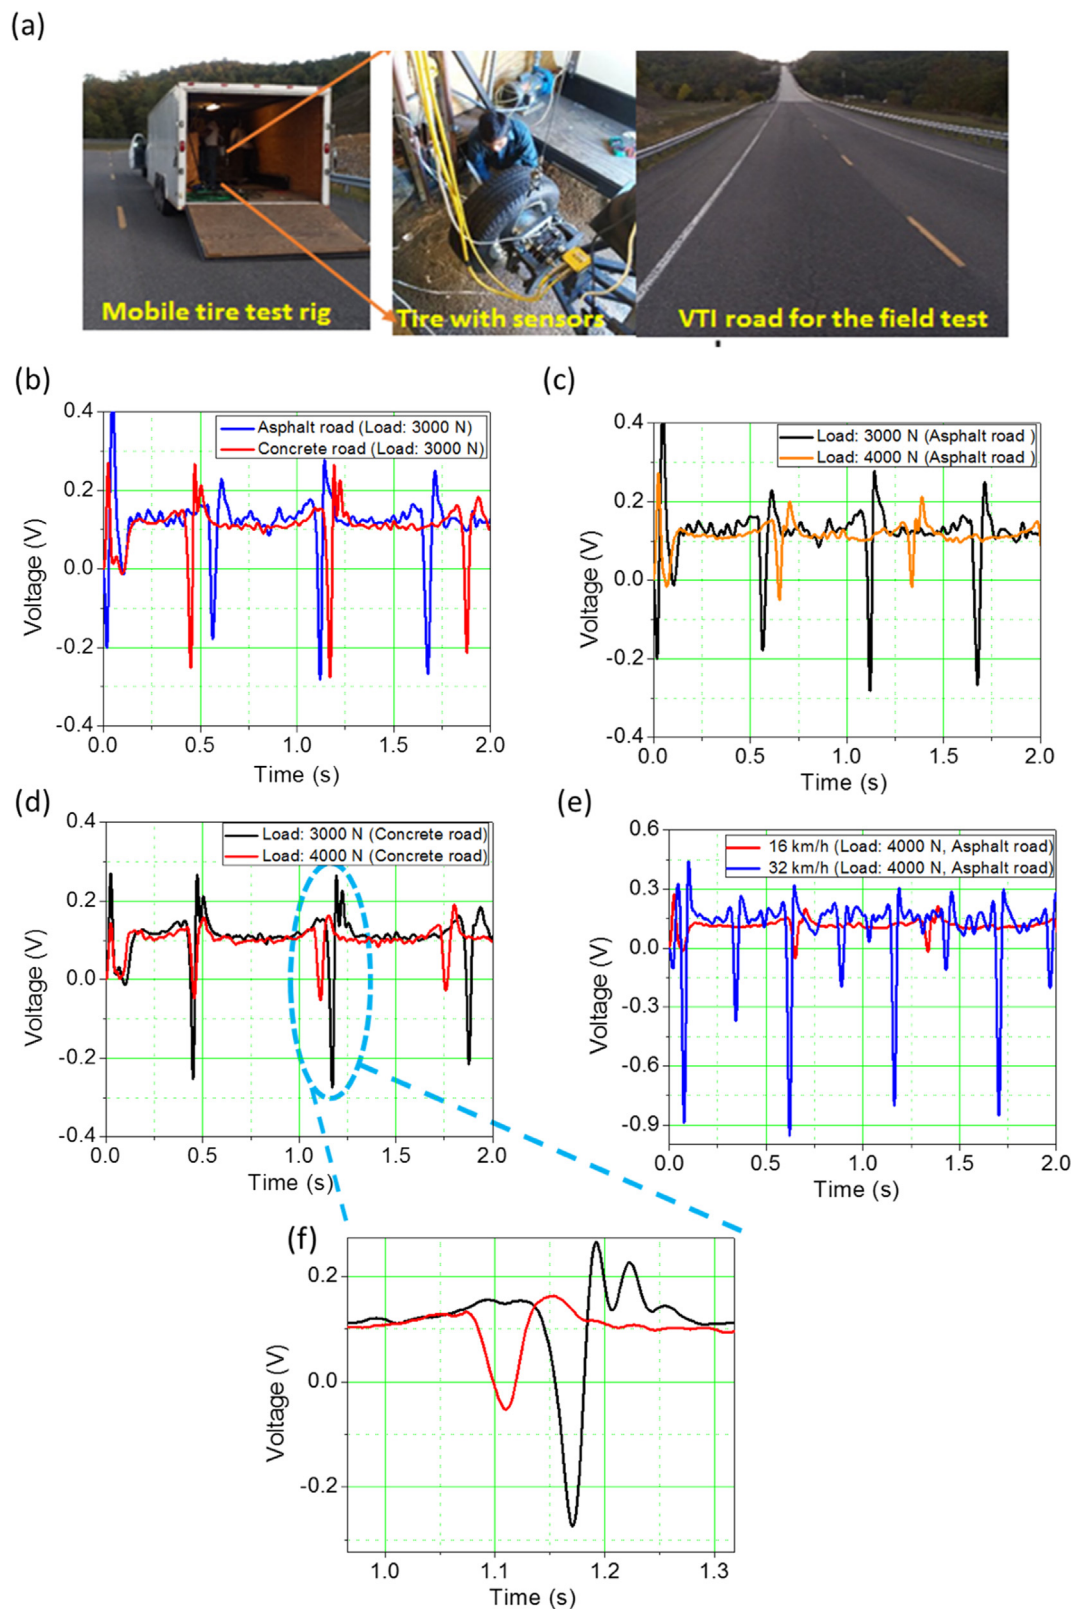 (a)
Mobile tire test rig
Tire with sensors
VTI road for the field test
(b)
Asphalt road (Load: 3000 N)
Concrete road (Load: 3000 N)
0.4
0.2
0.0
-0.2
-0.4
Voltage (V)
0.0 0.5 1.0 1.5 2.0
Time (s)
(c)
Load: 3000 N (Asphalt road )
Load: 4000 N (Asphalt road )
0.4
0.2
0.0
-0.2
-0.4
Voltage (V)
0.0 0.5 1.0 1.5 2.0
Time (s)
(d)
Load: 3000 N (Concrete road)
Load: 4000 N (Concrete road)
0.4
0.2
0.0
-0.2
-0.4
Voltage (V)
0.0 0.5 1.0 1.5 2.0
Time (s)
(e)
16 km/h (Load: 4000 N, Asphalt road)
32 km/h (Load: 4000 N, Asphalt road)
0.6
0.3
0.0
-0.3
-0.6
-0.9
Voltage (V)
0.0 0.5 1.0 1.5 2.0
Time (s)
(f)
0.2
0.0
-0.2
Voltage (V)
1.0 1.1 1.2 1.3
Time (s)